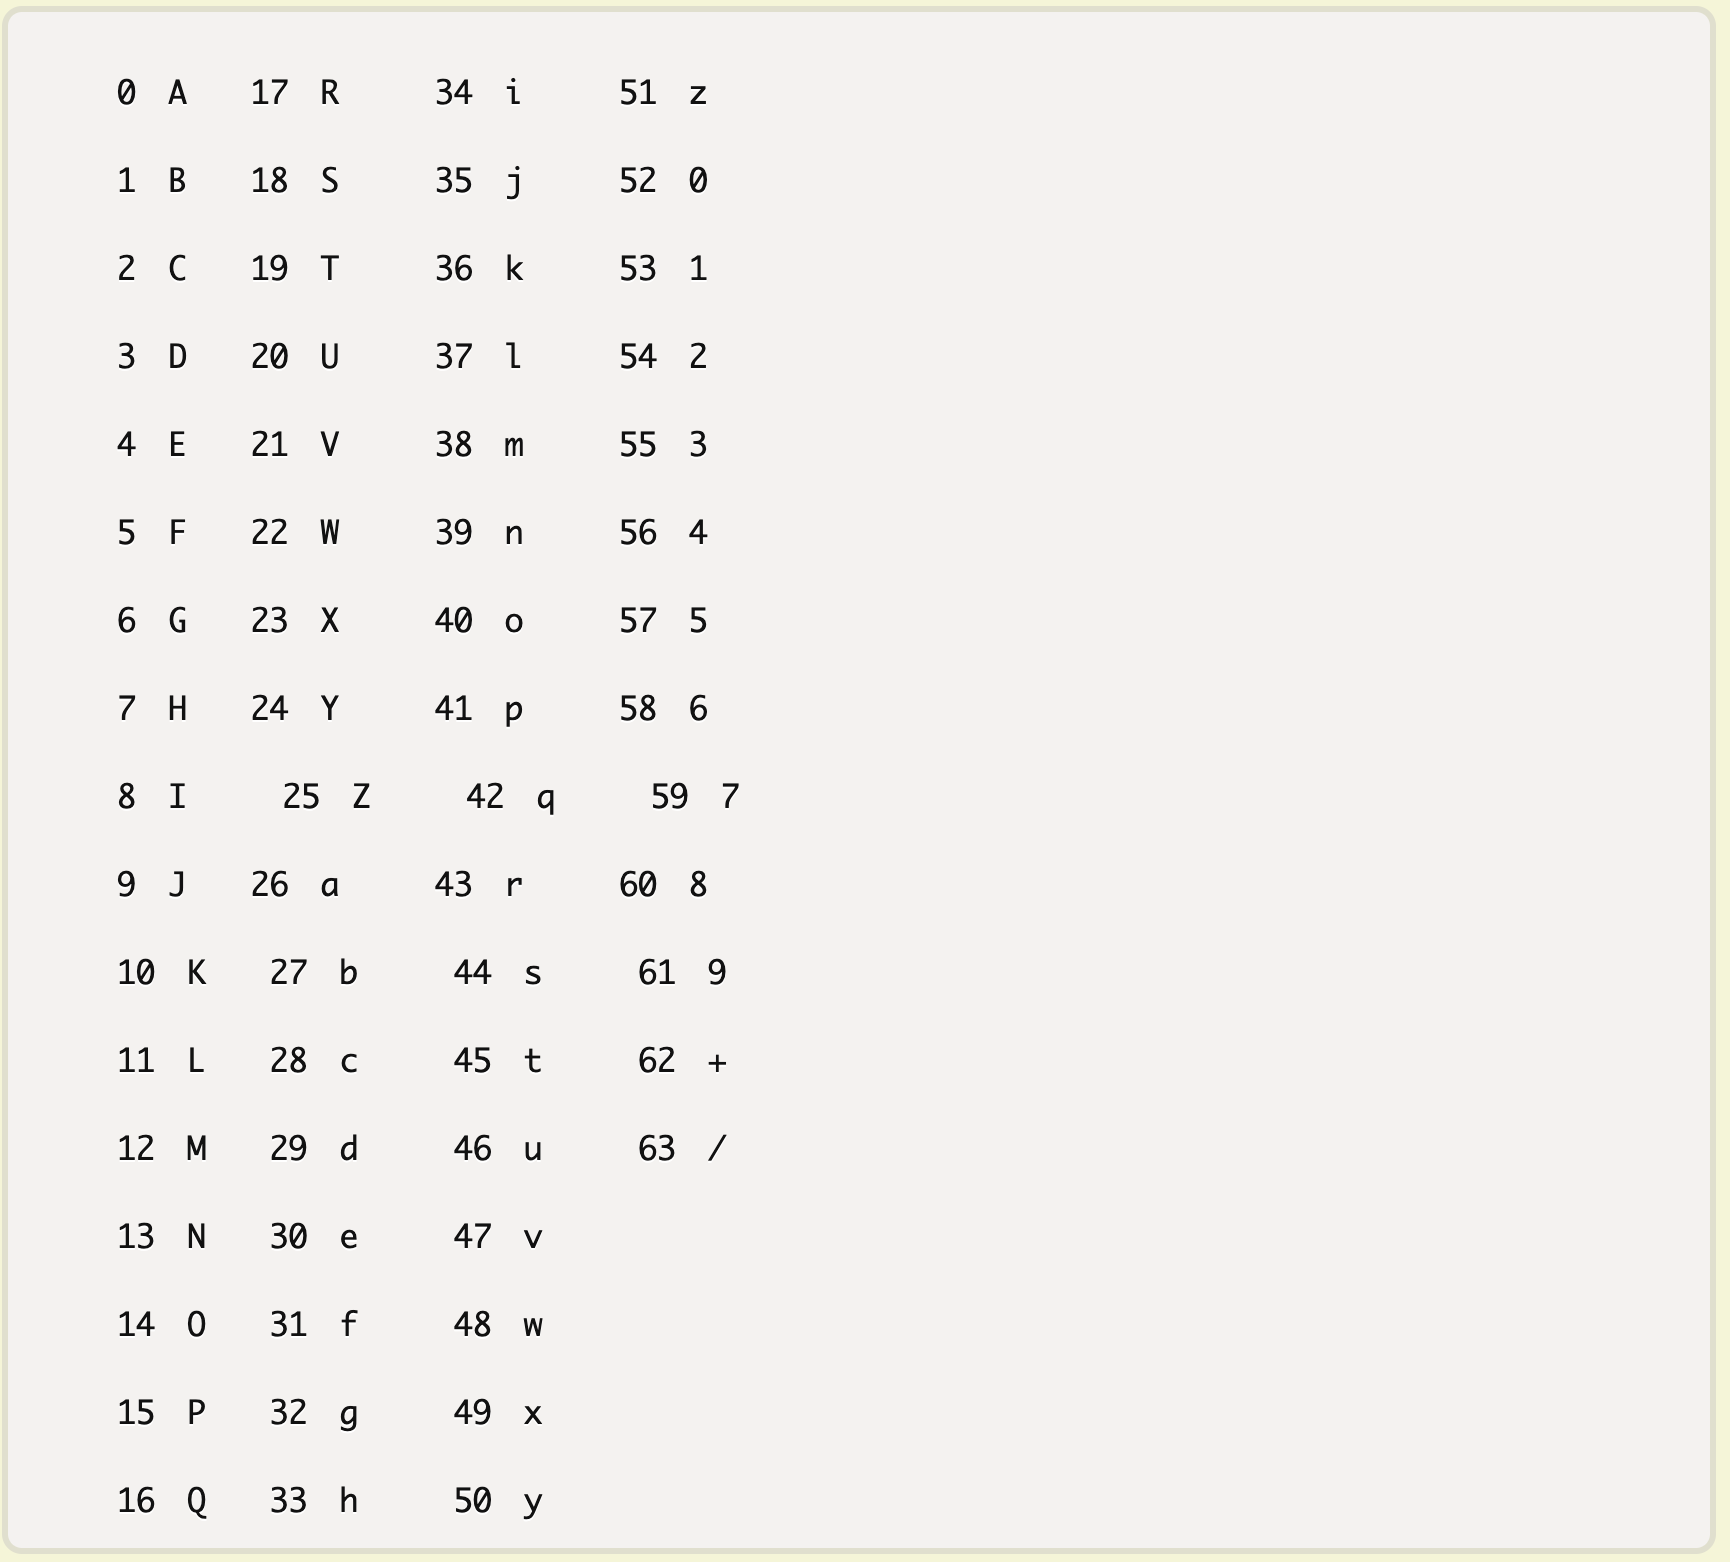 0 A 17 R 34 i 51 z
1 B 18 S 35 j 52 0
2 C 19 T 36 k 53 1
3 D 20 U 37 l 54 2
4 E 21 V 38 m 55 3
5 F 22 W 39 n 56 4
6 G 23 X 40 o 57 5
7 H 24 Y 41 p 58 6
8 I 25 Z 42 q 59 7
9 J 26 a 43 r 60 8
10 K 27 b 44 s 61 9
11 L 28 c 45 t 62 +
12 M 29 d 46 u 63 /
13 N 30 e 47 v
14 O 31 f 48 w
15 P 32 g 49 x
16 Q 33 h 50 y